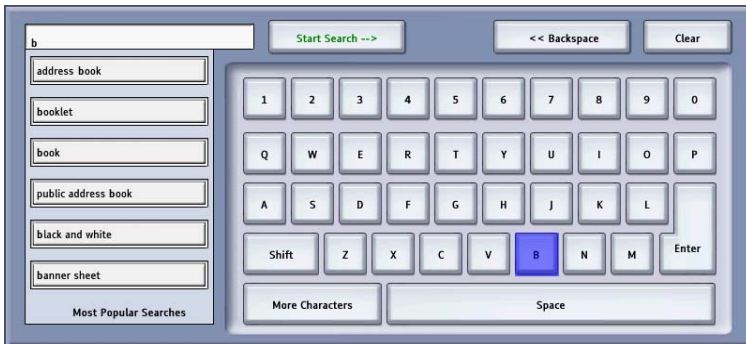 b
Start Search -->
<< Backspace
Clear
address book
booklet
book
public address book
black and white
banner sheet
Most Popular Searches
1 2 3 4 5 6 7 8 9 0
Q W E R T Y U I O P
A S D F G H J K L
Shift Z X C V B N M Enter
More Characters Space